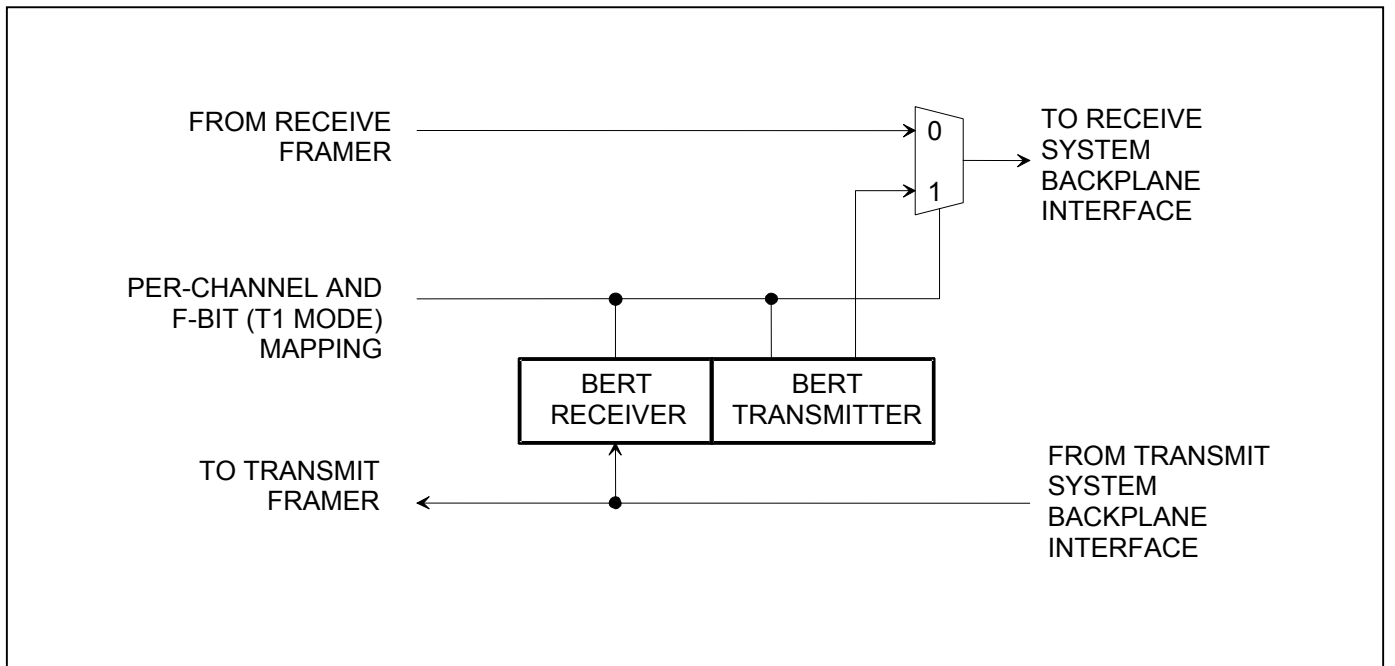 FROM RECEIVE
FRAMER
0
1
TO RECEIVE
SYSTEM
BACKPLANE
INTERFACE
PER-CHANNEL AND
F-BIT (T1 MODE)
MAPPING
BERT
RECEIVER
BERT
TRANSMITTER
TO TRANSMIT
FRAMER
FROM TRANSMIT
SYSTEM
BACKPLANE
INTERFACE